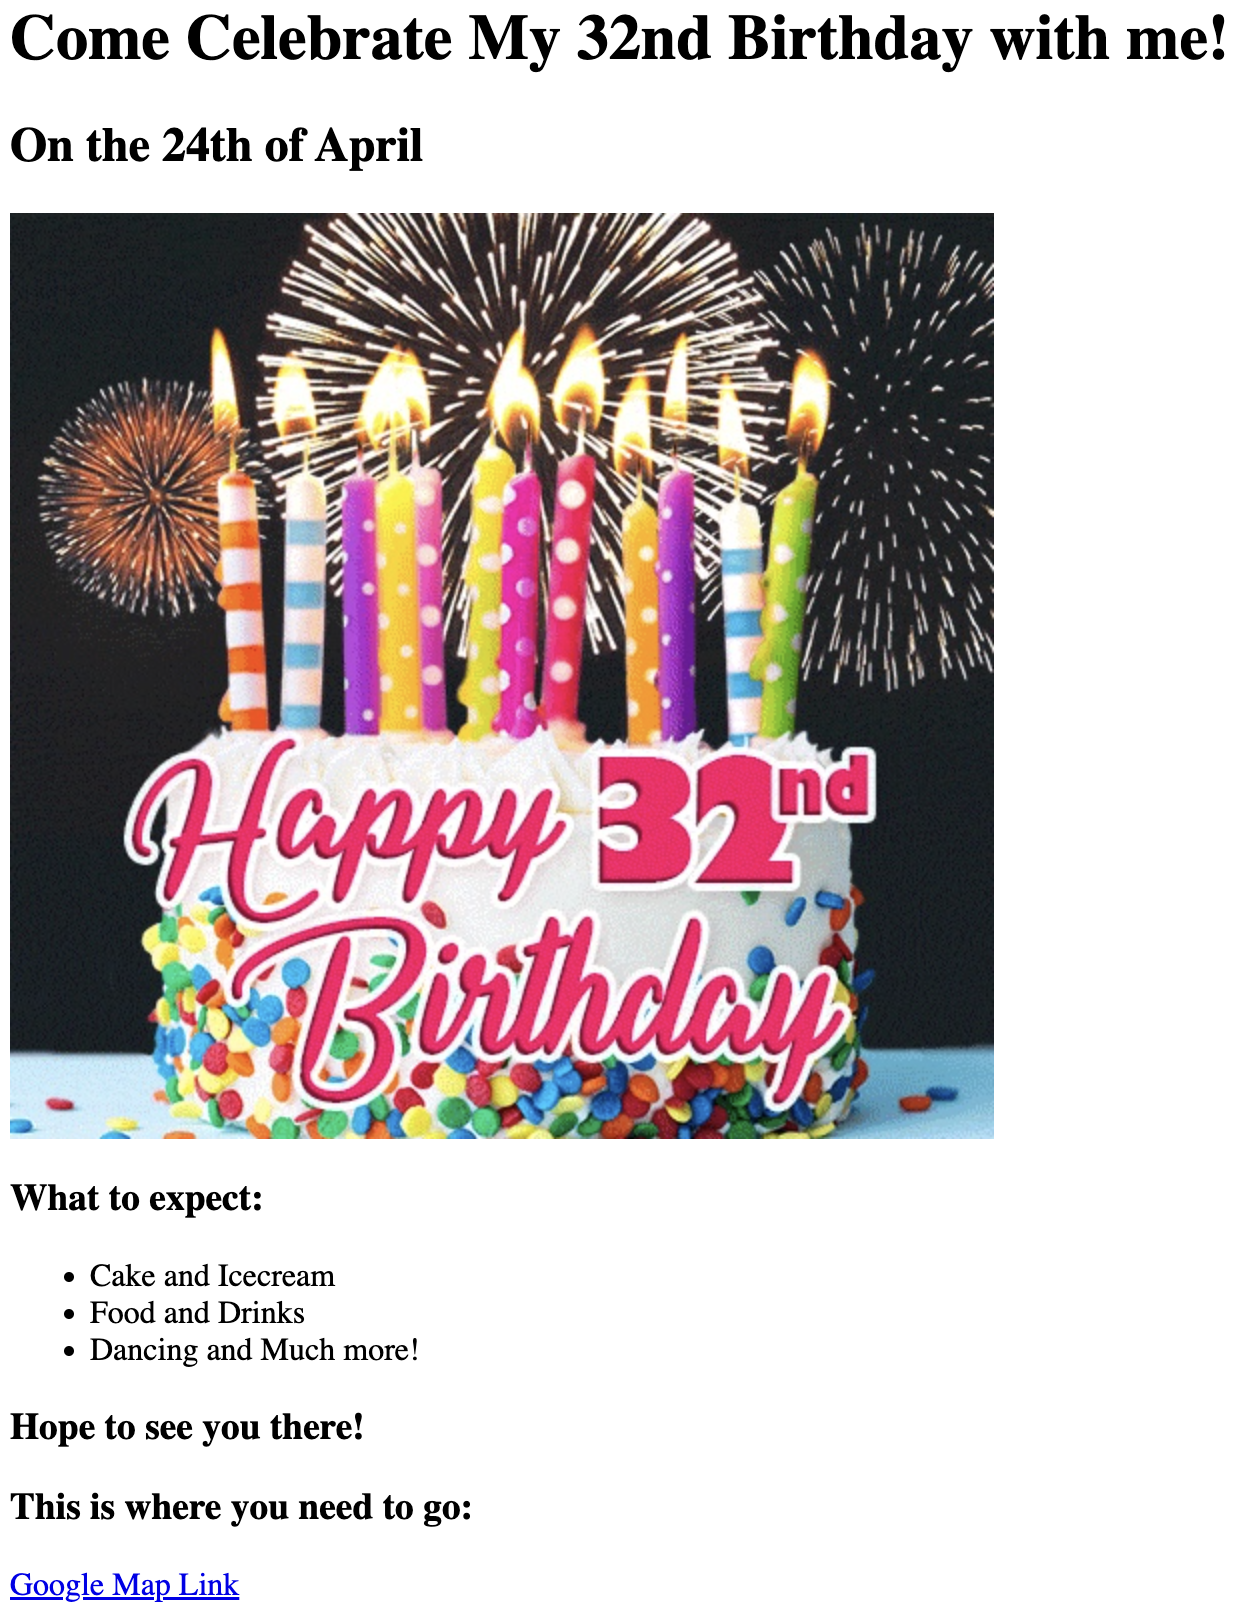 Come Celebrate My 32nd Birthday with me!
On the 24th of April
Happy 32nd
Birthday
What to expect:
Cake and Icecream
Food and Drinks
Dancing and Much more!
Hope to see you there!
This is where you need to go:
Google Map Link